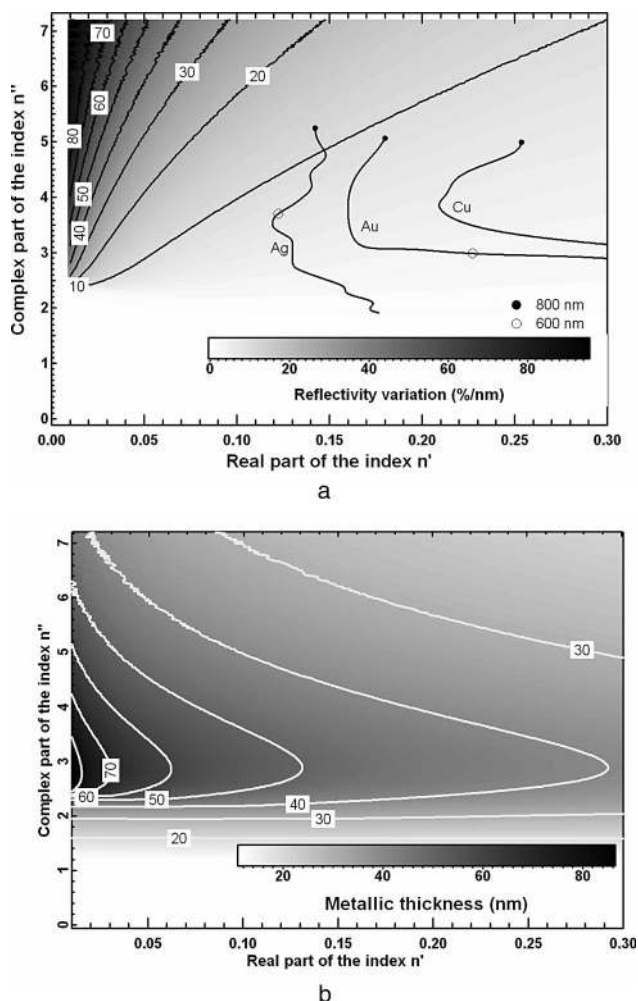 7
70
60
30
20
6
5
80
50
4
Cu
40
Au
3
Ag
10
2
800 nm
600 nm
1
0 20 40 60 80
Reflectivity variation (%/nm)
0
0.00 0.05 0.10 0.15 0.20 0.25 0.30
Real part of the index n'
Complex part of the index n"
a
7
6
5
30
4
3
70
60
50
40
2
30
20
1
20 40 60 80
Metallic thickness (nm)
0
0.05 0.10 0.15 0.20 0.25 0.30
Real part of the index n'
Complex part of the index n"
b